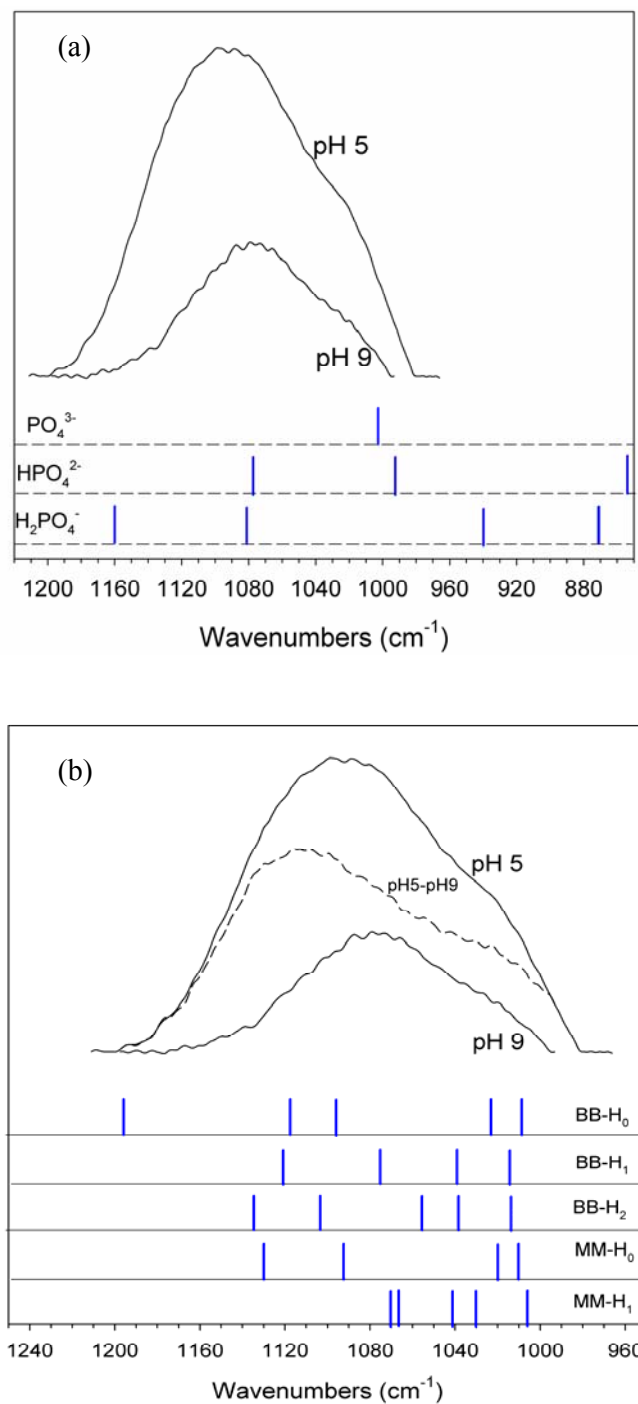 (a)
pH 5
pH 9
PO₄³⁻
HPO₄²⁻
H₂PO₄⁻
1200 1160 1120 1080 1040 1000 960 920 880
Wavenumbers (cm⁻¹)
(b)
pH 5
pH5-pH9
pH 9
BB-H₀
BB-H₁
BB-H₂
MM-H₀
MM-H₁
1240 1200 1160 1120 1080 1040 1000 960
Wavenumbers (cm⁻¹)